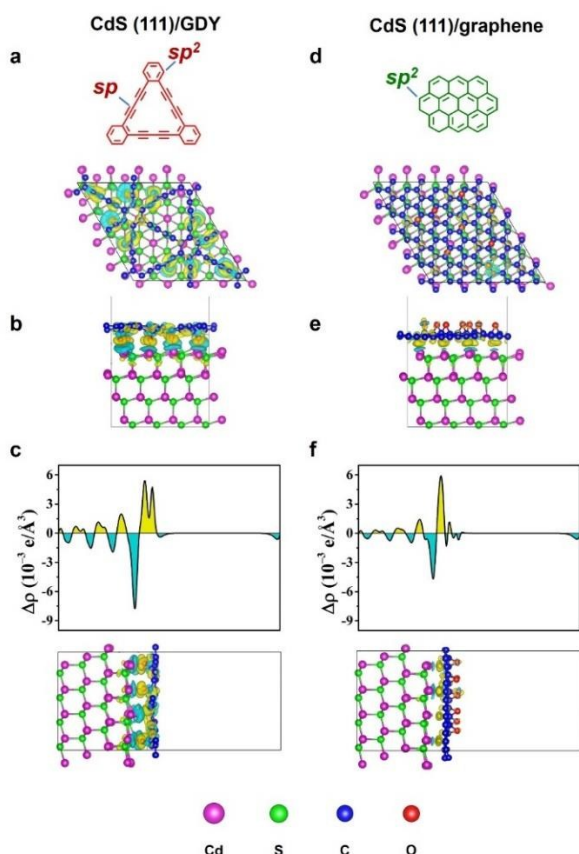 CdS (111)/GDY
CdS (111)/graphene
a
sp²
sp
d
sp²
b
e
c
6
3
0
-3
-6
-9
Δρ (10⁻³ e/Å³)
f
6
3
0
-3
-6
-9
Δρ (10⁻³ e/Å³)
Cd S C O